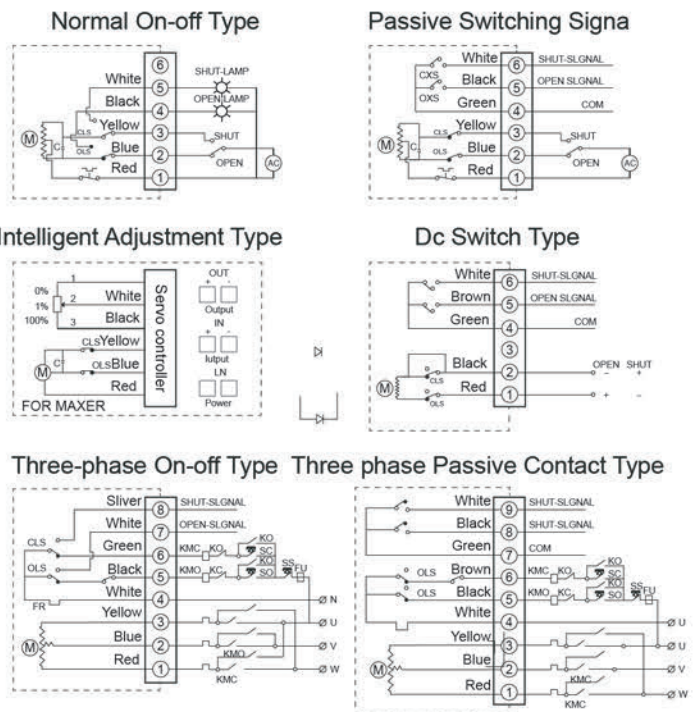 Normal On-off Type
Passive Switching Signa
6
White 5 SHUT-LAMP
Black 4 OPEN LAMP
Yellow 3 SHUT
CLS
M C OLS Blue 2 OPEN AC
Red 1
White 6 SHUT-SLGNAL
CXS
Black 5 OPEN SLGNAL
OXS
Green 4 COM
Yellow 3 SHUT
CLS
M C OLS Blue 2 OPEN AC
Red 1
Intelligent Adjustment Type
Dc Switch Type
1
0%
1% 2 White
100% 3 Black
CLS Yellow
M C OLS Blue
Red
FOR MAXER
Servo controller
OUT
+ -
Output
IN
+ -
Iutput
LN
Power
White 6 SHUT-SLGNAL
Brown 5 OPEN SLGNAL
Green 4 COM
3
Black 2 OPEN SHUT
CLS - +
M Red 1 + -
OLS
Three-phase On-off Type
Three phase Passive Contact Type
Sliver 8 SHUT-SLGNAL
White 7 OPEN-SLGNAL
CLS Green 6 KMC KO KO SC
OLS Black 5 KMO KC KO SO SS FU
FR White 4 N
Yellow 3 U
Blue 2 V
M KMO
Red 1 W
KMC
White 9 SHUT-SLGNAL
Black 8 SHUT-SLGNAL
Green 7 COM
OLS Brown 6 KMC KO KO SC
OLS Black 5 KMO KC KO SO SS FU
White 4 U
Yellow 3 U
Blue 2 V
M KMC
Red 1 W
KMC